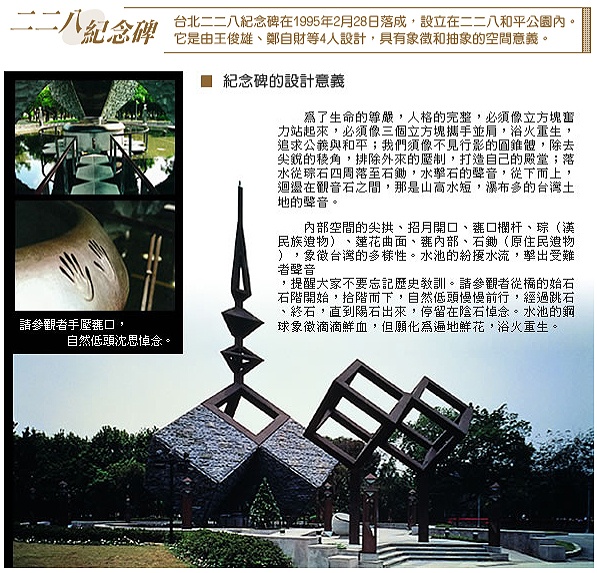 二二八紀念碑
台北二二八紀念碑在1995年2月28日落成，設立在二二八和平公園內。
它是由王俊雄、鄭自財等4人設計，具有象徵和抽象的空間意義。
紀念碑的設計意義
為了生命的尊嚴，人格的完整，必須像立方塊奮
力站起來，必須像三個立方塊攜手並肩，浴火重生，
追求公義與和平；我們須像不見行影的圓錐體，除去
尖銳的稜角，排除外來的壓制，打造自己的殿堂；落
水從琮石四周落至石鋤，水擊石的聲音，從下而上，
迴盪在觀音石之間，那是山高水短，瀑布多的台灣土
地的聲音。
內部空間的尖拱、招月開口、甕口欄杆、琮（漢
民族遺物）、蓮花曲面、甕內部、石鋤（原住民遺物
），象徵台灣的多樣性。水池的紛擾水流，擊出受難
者聲音
，提醒大家不要忘記歷史教訓。請參觀者從橋的始石
石階開始，拾階而下，自然低頭慢慢前行，經過跳石
、終石，直到陽石出來，停留在陰石悼念。水池的鋼
球象徵滴滴鮮血，但願化為遍地鮮花，浴火重生。
請參觀者手壓甕口，
自然低頭沈思悼念。